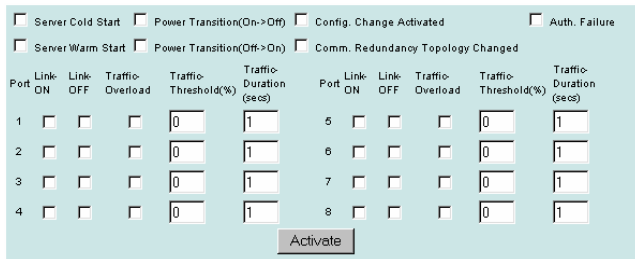 Server Cold Start Power Transition(On->Off) Config. Change Activated Auth. Failure
Server Warm Start Power Transition(Off->On) Comm. Redundancy Topology Changed
Port Link-ON Link-OFF Traffic-Overload Traffic-Threshold(%) Traffic-Duration (secs) Port Link-ON Link-OFF Traffic-Overload Traffic-Threshold(%) Traffic-Duration (secs)
1 0 1 5 0 1
2 0 1 6 0 1
3 0 1 7 0 1
4 0 1 8 0 1
Activate